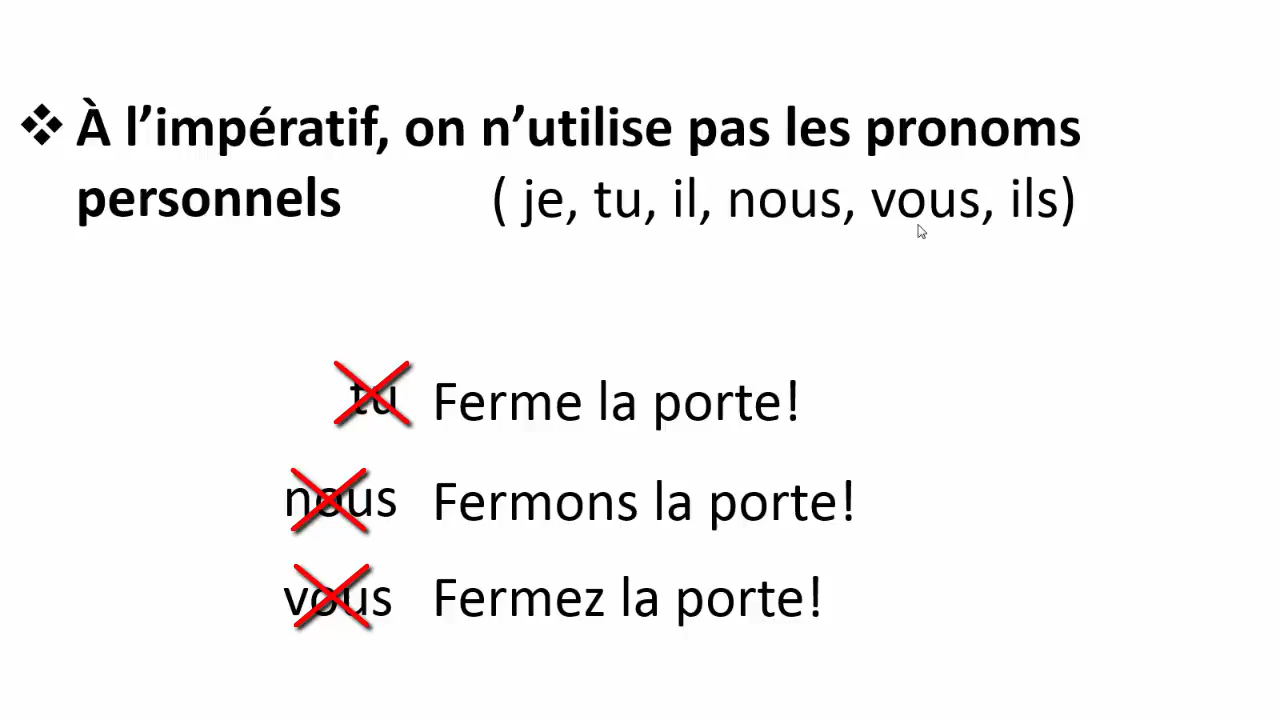 ❖ À l’impératif, on n’utilise pas les pronoms
personnels ( je, tu, il, nous, vous, ils)
tu Ferme la porte!
nous Fermons la porte!
vous Fermez la porte!